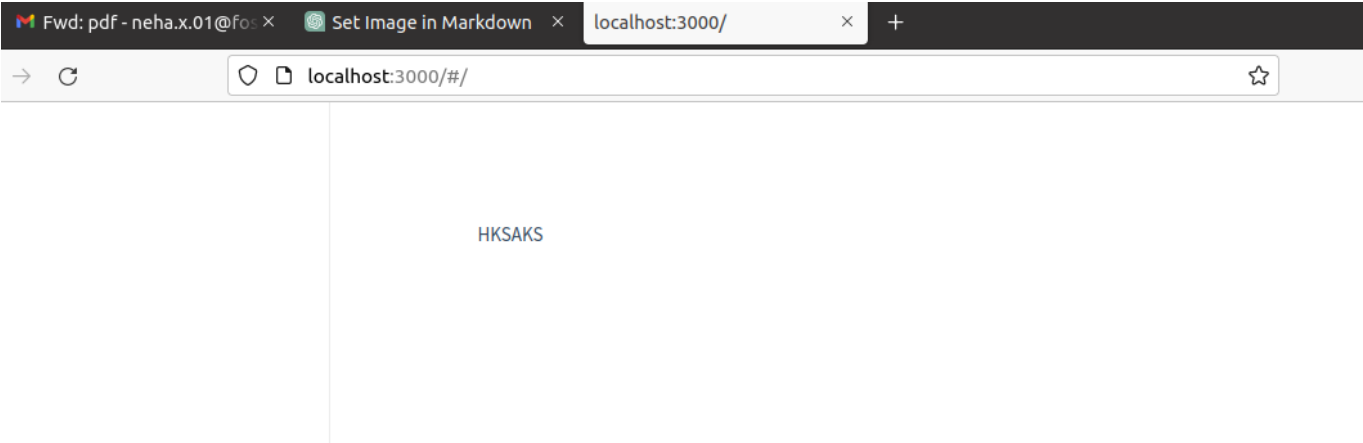 Fwd: pdf - neha.x.01@fos
Set Image in Markdown
localhost:3000/
localhost:3000/#/
HKSAKS